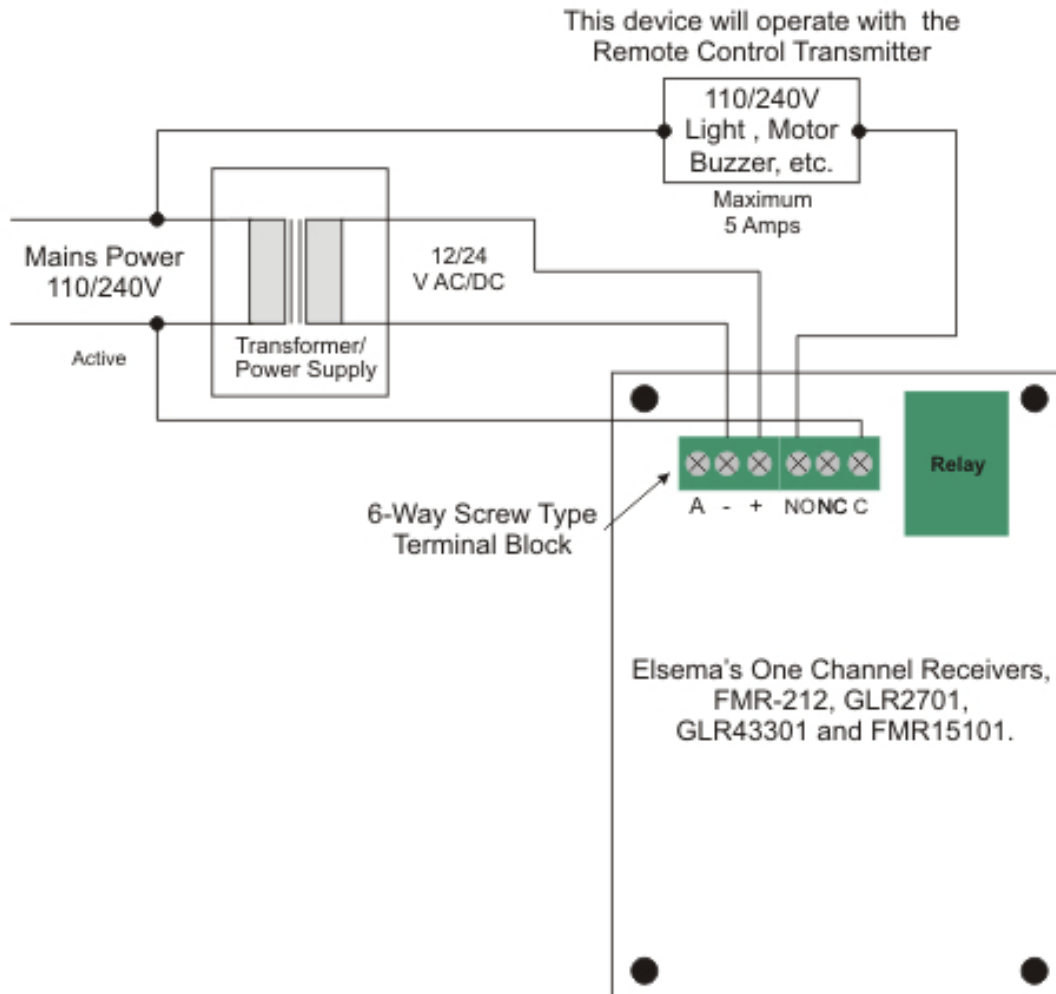 This device will operate with the
Remote Control Transmitter
110/240V
Light , Motor
Buzzer, etc.
Maximum
5 Amps
Mains Power
110/240V
Active
12/24
V AC/DC
Transformer/
Power Supply
Relay
A - + NO NC C
6-Way Screw Type
Terminal Block
Elsema's One Channel Receivers,
FMR-212, GLR2701,
GLR43301 and FMR15101.